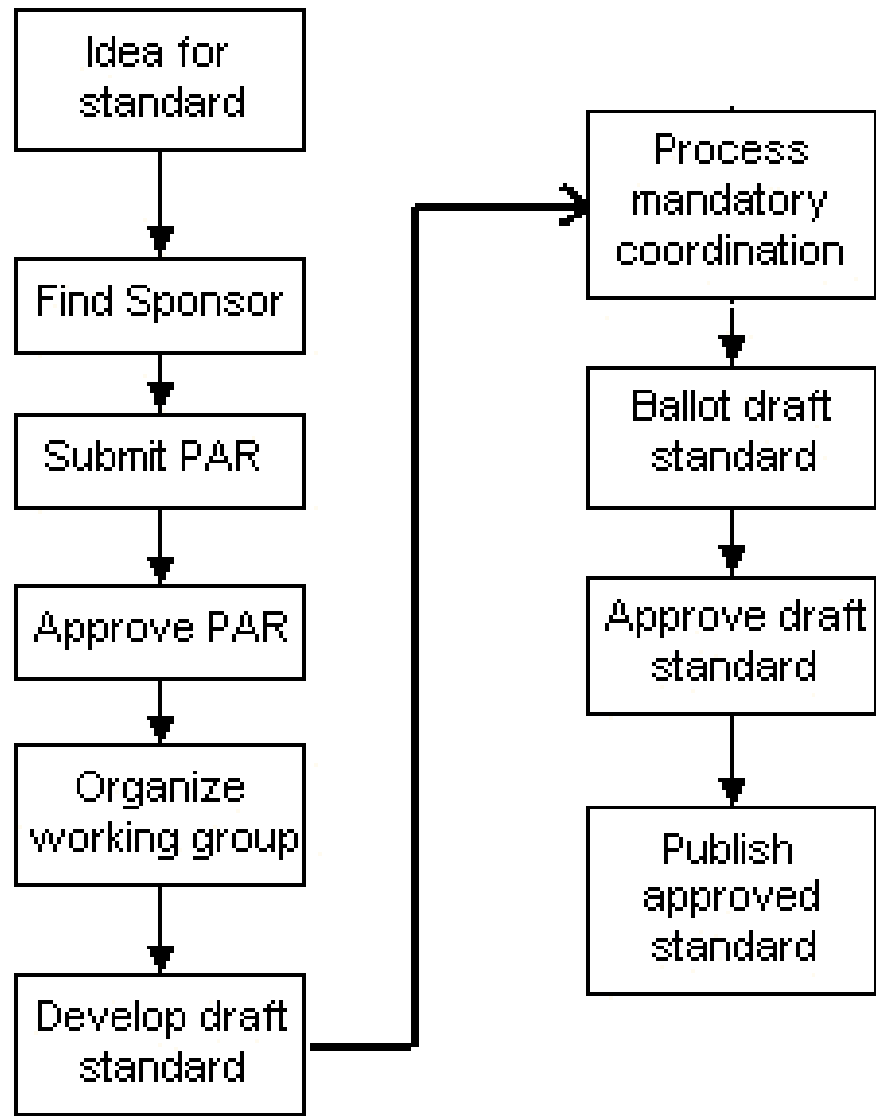 Idea for
standard
Find Sponsor
Submit PAR
Approve PAR
Organize
working group
Develop draft
standard
Process
mandatory
coordination
Ballot draft
standard
Approve draft
standard
Publish
approved
standard